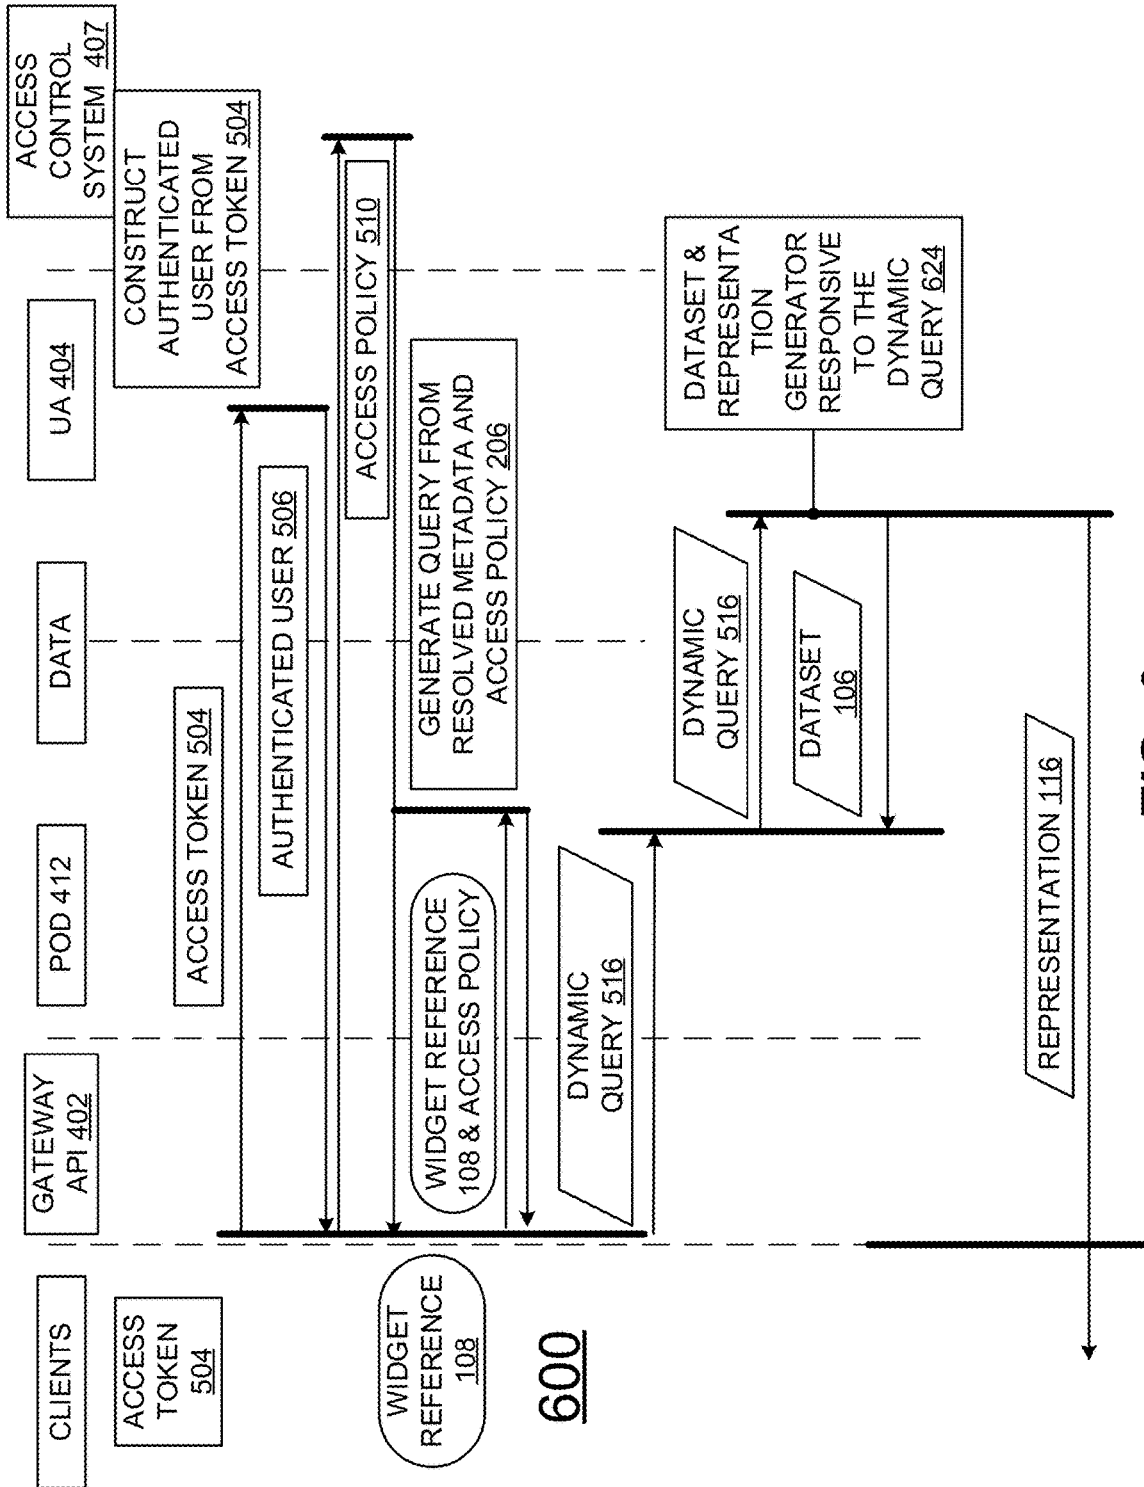 CLIENTS
GATEWAY
API 402
POD 412
DATA
UA 404
ACCESS
CONTROL
SYSTEM 407
ACCESS
TOKEN
504
ACCESS TOKEN 504
CONSTRUCT
AUTHENTICATED
USER FROM
ACCESS TOKEN 504
AUTHENTICATED USER 506
ACCESS POLICY 510
WIDGET
REFERENCE
108
WIDGET REFERENCE
108 & ACCESS POLICY
GENERATE QUERY FROM
RESOLVED METADATA AND
ACCESS POLICY 206
600
DYNAMIC
QUERY 516
DYNAMIC
QUERY 516
DATASET &
REPRESENTA
TION
GENERATOR
RESPONSIVE
TO THE
DYNAMIC
QUERY 624
DATASET
106
REPRESENTATION 116